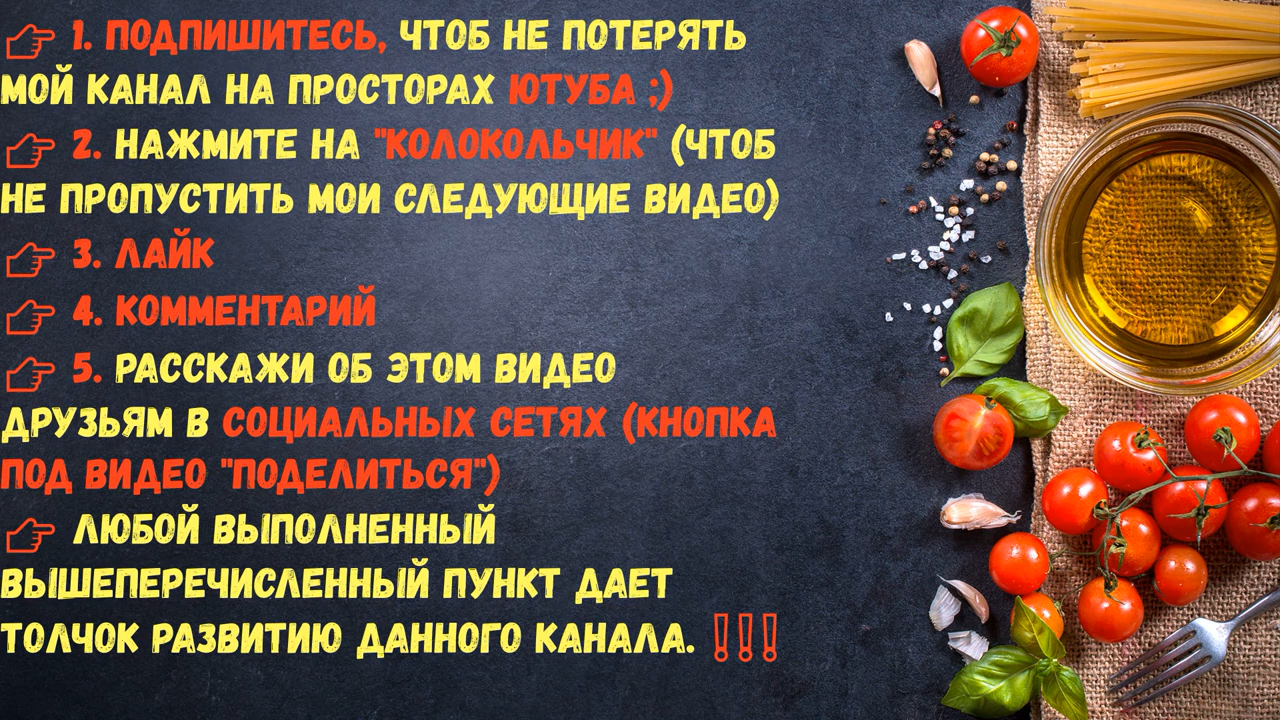 👉 1. ПОДПИШИТЕСЬ, ЧТОБ НЕ ПОТЕРЯТЬ
МОЙ КАНАЛ НА ПРОСТОРАХ ЮТУБА ;)
👉 2. НАЖМИТЕ НА "КОЛОКОЛЬЧИК" (ЧТОБ
НЕ ПРОПУСТИТЬ МОИ СЛЕДУЮЩИЕ ВИДЕО)
👉 3. ЛАЙК
👉 4. КОММЕНТАРИЙ
👉 5. РАССКАЖИ ОБ ЭТОМ ВИДЕО
ДРУЗЬЯМ В СОЦИАЛЬНЫХ СЕТЯХ (КНОПКА
ПОД ВИДЕО "ПОДЕЛИТЬСЯ")
👉 ЛЮБОЙ ВЫПОЛНЕННЫЙ
ВЫШЕПЕРЕЧИСЛЕННЫЙ ПУНКТ ДАЕТ
ТОЛЧОК РАЗВИТИЮ ДАННОГО КАНАЛА. ❗❗❗